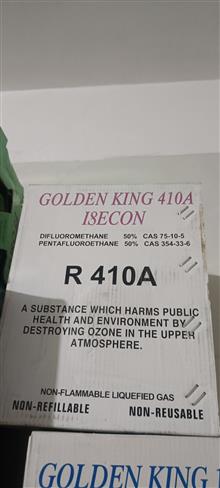 GOLDEN KING 410A
I8ECON
DIFLUOROMETHANE 50% CAS 75-10-5
PENTAFLUOROETHANE 50% CAS 354-33-6
R 410A
A SUBSTANCE WHICH HARMS PUBLIC
HEALTH AND ENVIRONMENT BY
DESTROYING OZONE IN THE UPPER
ATMOSPHERE.
NON-FLAMMABLE LIQUEFIED GAS
NON-REFILLABLE NON-REUSABLE
GOLDEN KING